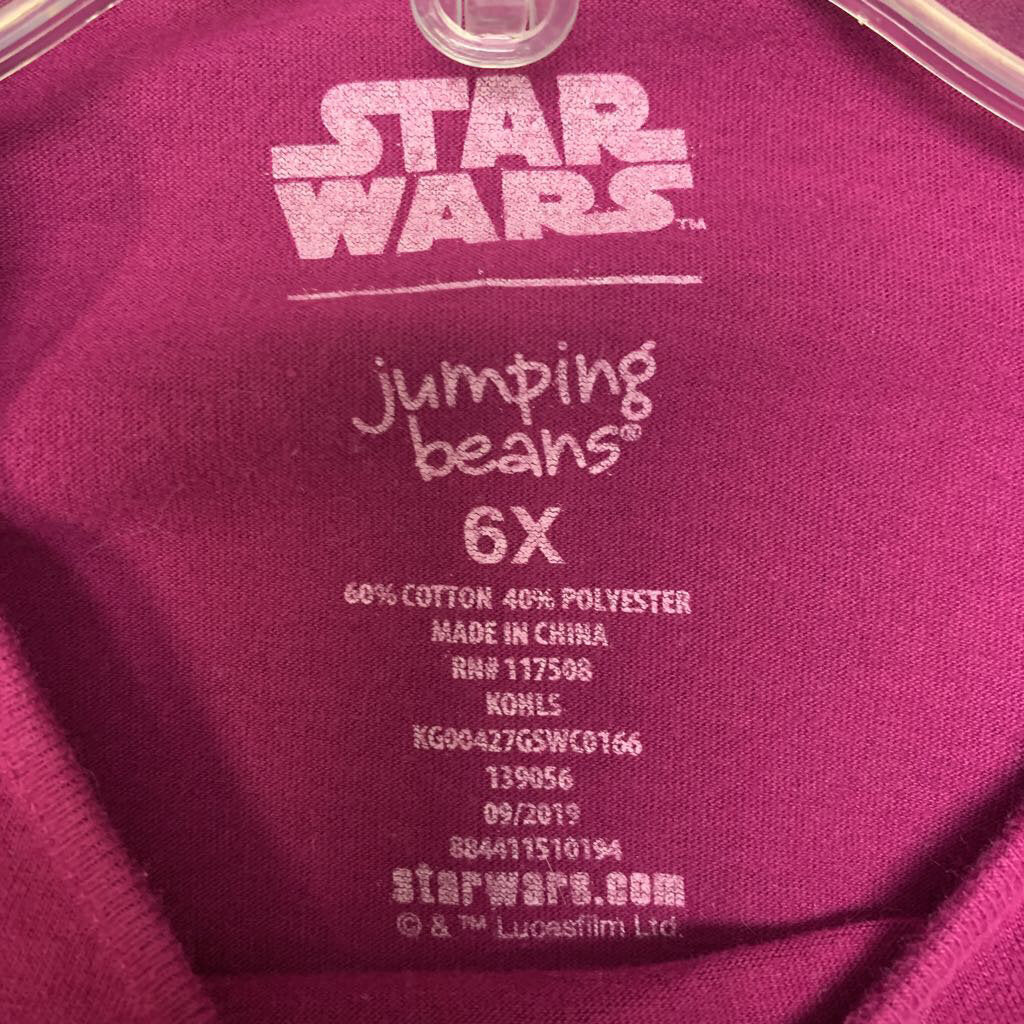 STAR
WARS™
jumping
beans®
6X
60% COTTON 40% POLYESTER
MADE IN CHINA
RN# 117508
KOHLS
KG00427GSWC0166
139056
09/2019
884411510194
starwars.com
© & ™ Lucasfilm Ltd.